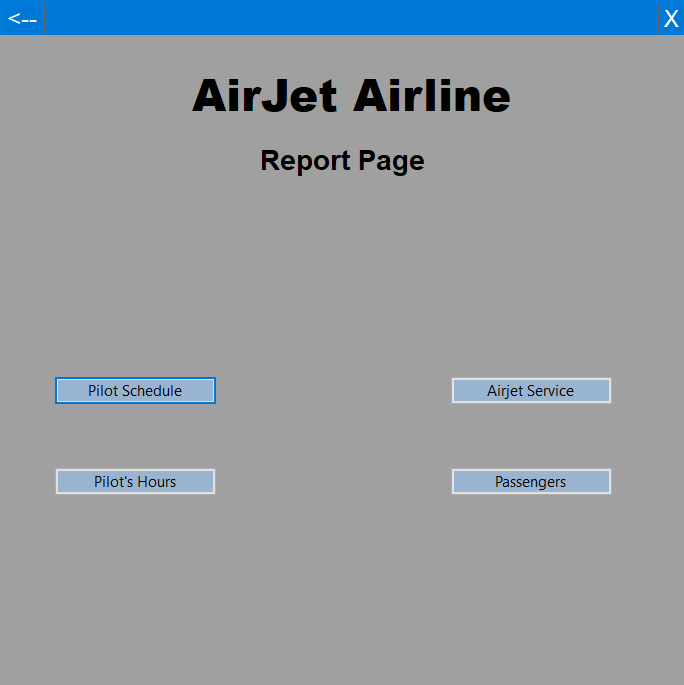 <-- X
AirJet Airline
Report Page
Pilot Schedule Airjet Service
Pilot's Hours Passengers